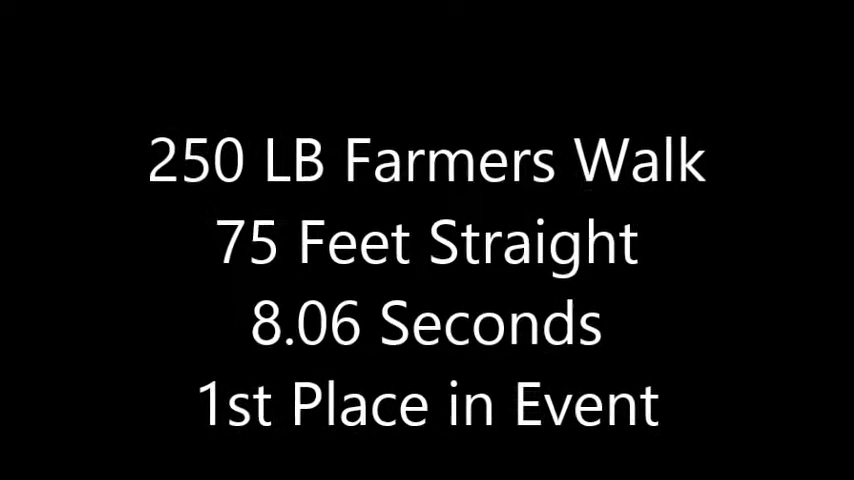 250 LB Farmers Walk
75 Feet Straight
8.06 Seconds
1st Place in Event